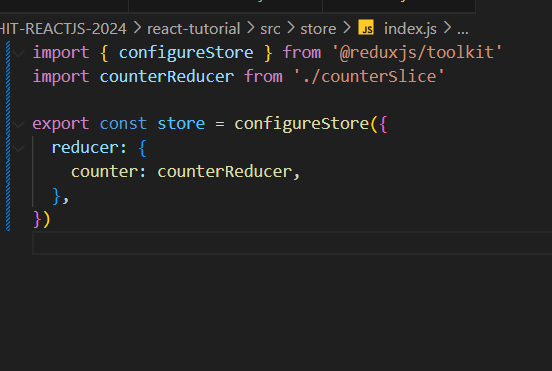 HIT-REACTJS-2024 > react-tutorial > src > store > JS index.js > ...
import { configureStore } from '@reduxjs/toolkit'
import counterReducer from './counterSlice'
export const store = configureStore({
reducer: {
counter: counterReducer,
},
})